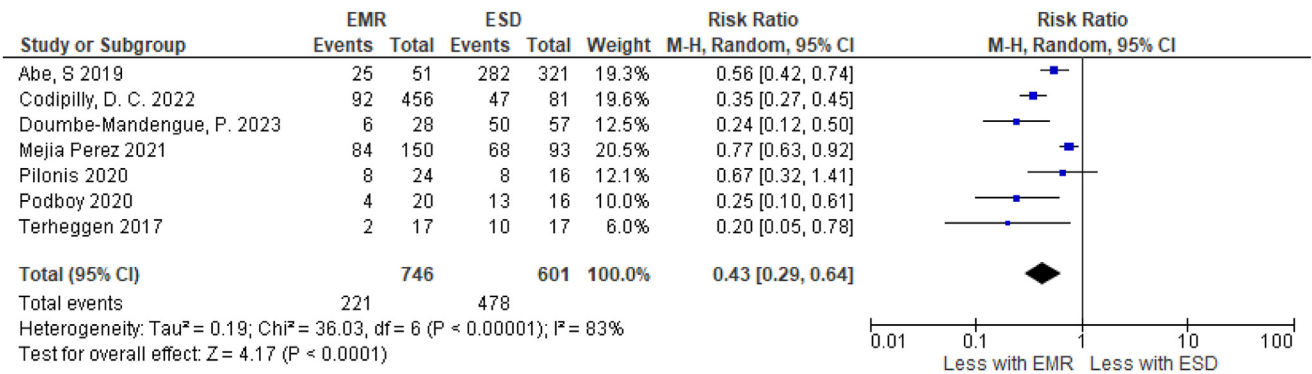 EMR ESD Risk Ratio Risk Ratio
Study or Subgroup Events Total Events Total Weight M-H, Random, 95% CI M-H, Random, 95% CI
Abe, S 2019 25 51 282 321 19.3% 0.56 [0.42, 0.74]
Codipilly, D. C. 2022 92 456 47 81 19.6% 0.35 [0.27, 0.45]
Doumbe-Mandengue, P. 2023 6 28 50 57 12.5% 0.24 [0.12, 0.50]
Mejia Perez 2021 84 150 68 93 20.5% 0.77 [0.63, 0.92]
Pilonis 2020 8 24 8 16 12.1% 0.67 [0.32, 1.41]
Podboy 2020 4 20 13 16 10.0% 0.25 [0.10, 0.61]
Terheggen 2017 2 17 10 17 6.0% 0.20 [0.05, 0.78]
Total (95% CI) 746 601 100.0% 0.43 [0.29, 0.64]
Total events 221 478
Heterogeneity: Tau² = 0.19; Chi² = 36.03, df = 6 (P < 0.00001); I² = 83%
Test for overall effect: Z = 4.17 (P < 0.0001)
0.01 0.1 1 10 100
Less with EMR Less with ESD